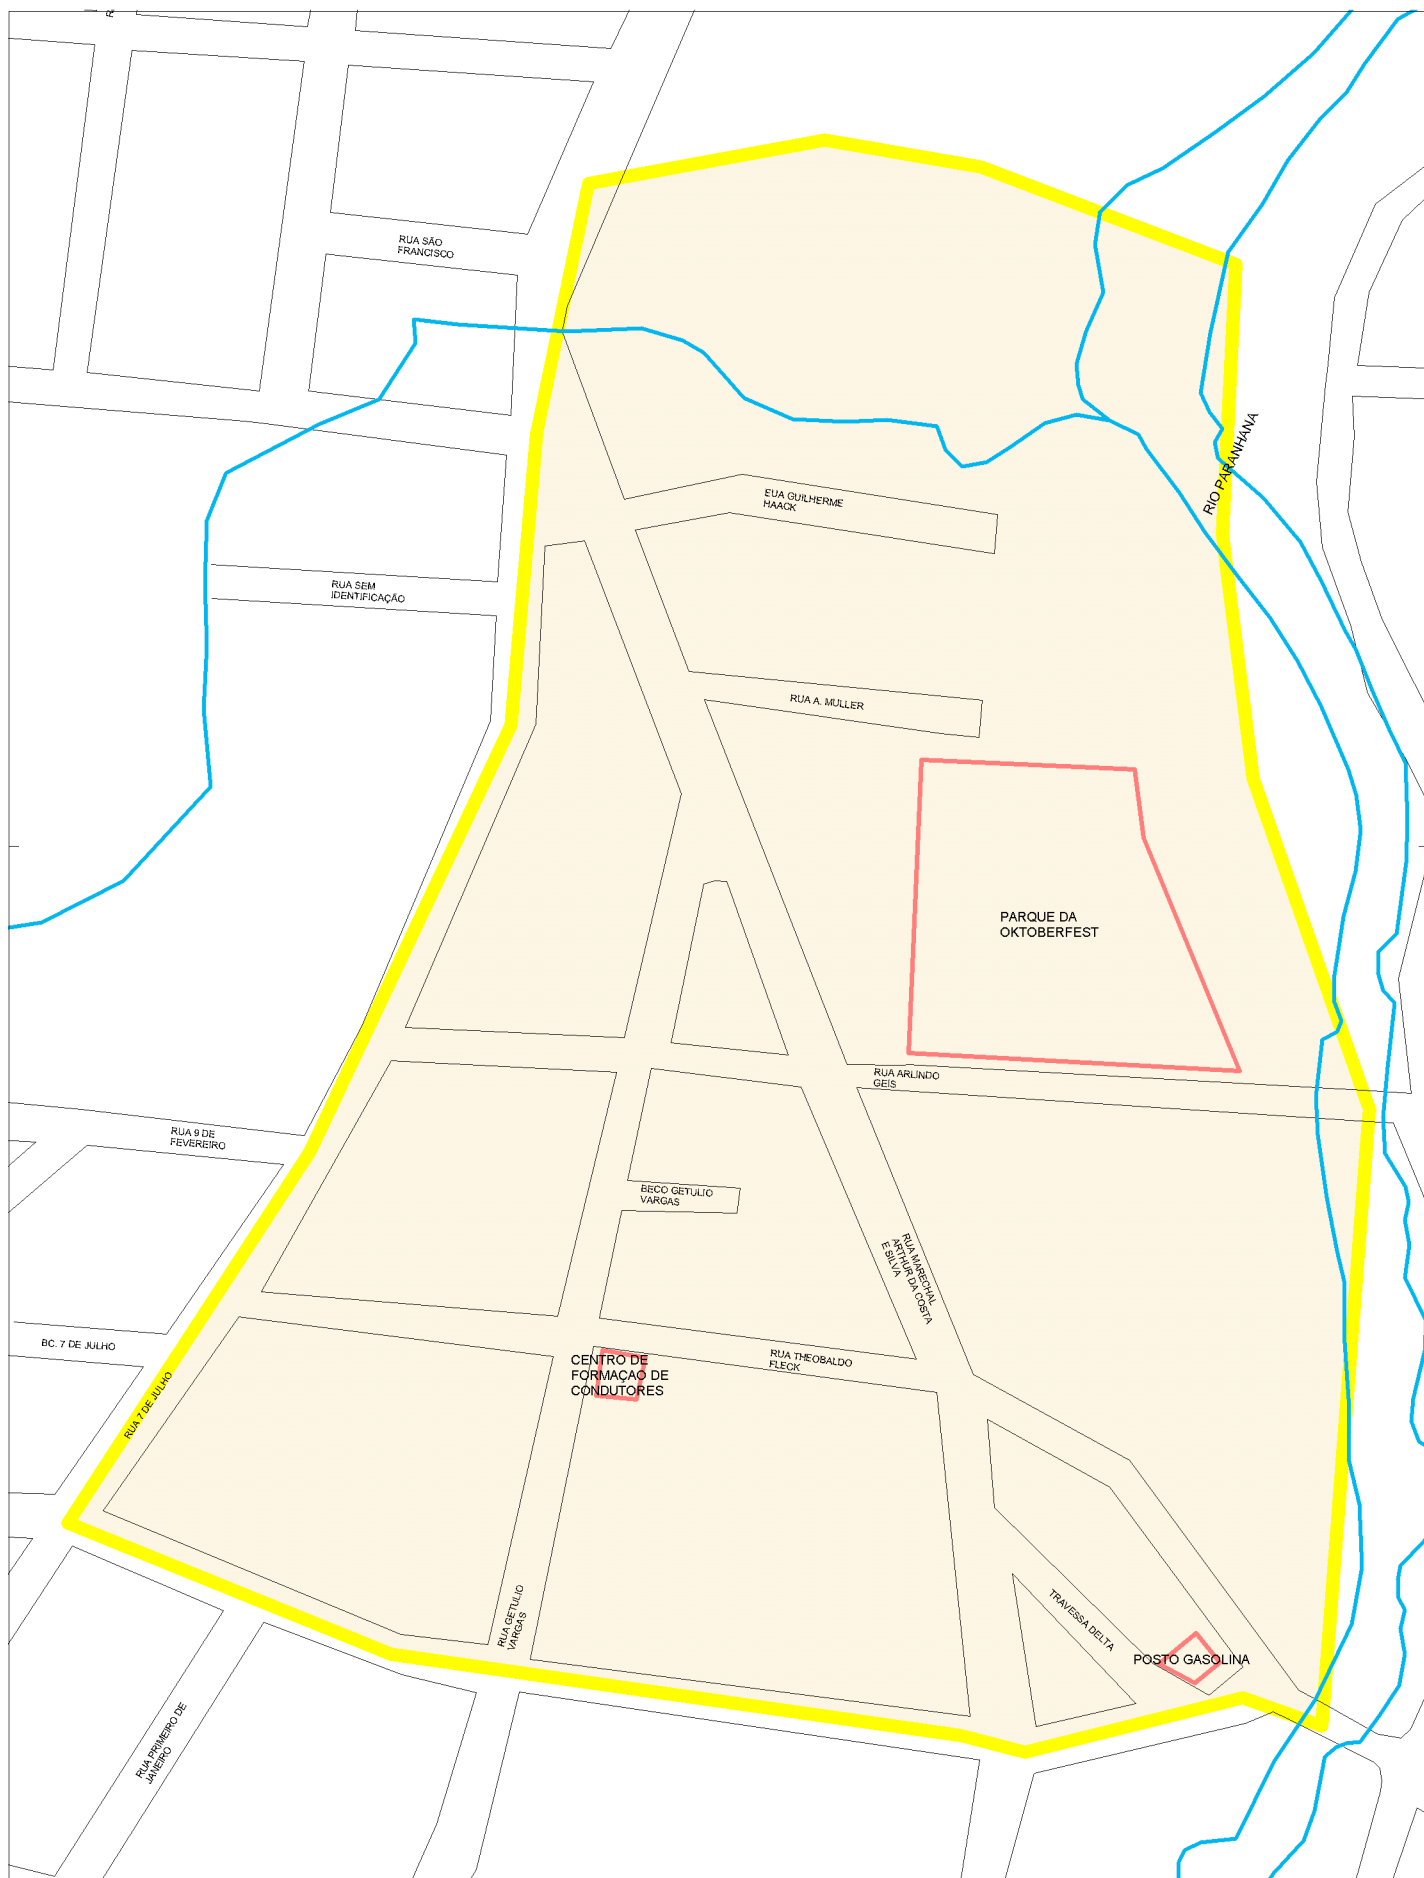 RUA SÃO
FRANCISCO
EUA GUILHERME
HAACK
RIO PARANHANA
RUA SEM
IDENTIFICAÇÃO
RUA A. MULLER
PARQUE DA
OKTOBERFEST
RUA ARLINDO
GEIS
RUA 9 DE
FEVEREIRO
BECO GETULIO
VARGAS
RUA MARECHAL
ARTHUR DA COSTA
E SILVA
BC. 7 DE JULHO
RUA THEOBALDO
FLECK
CENTRO DE
FORMAÇAO DE
CONDUTORES
RUA 7 DE JULHO
RUA GETULIO
VARGAS
TRAVESSA DELTA
POSTO GASOLINA
RUA PRIMEIRO DE
JANEIRO